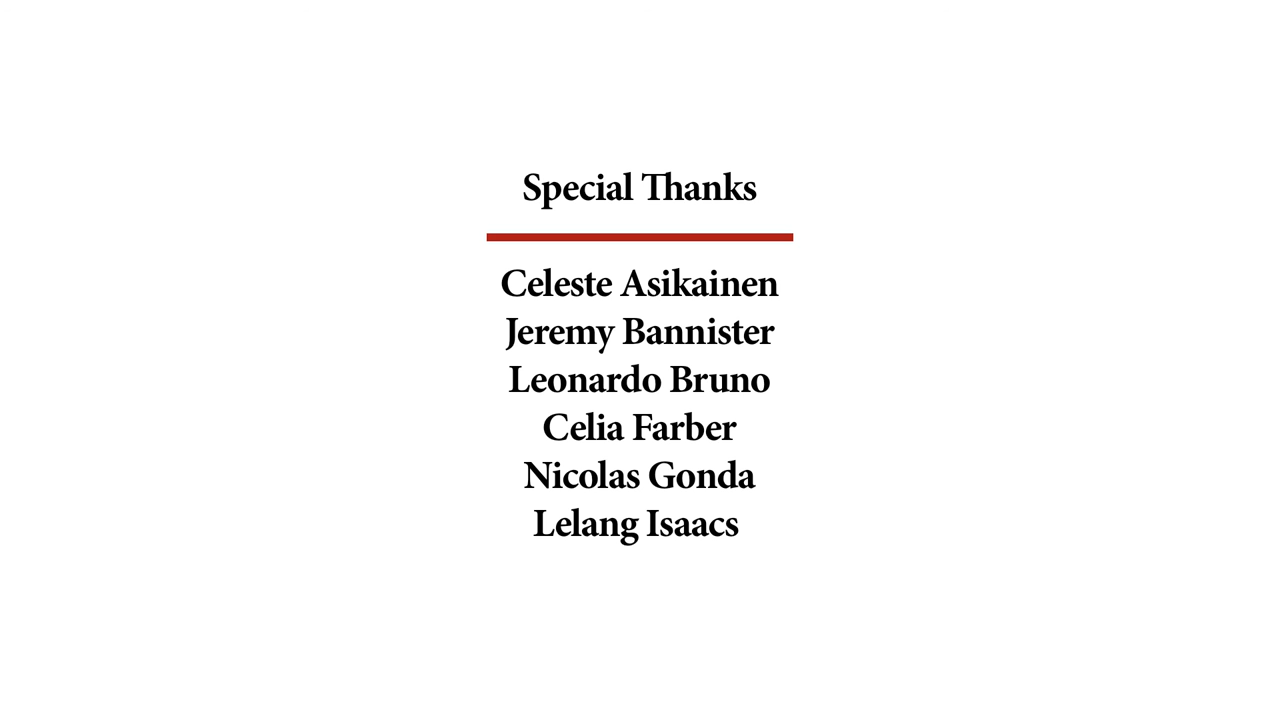 Special Thanks
Celeste Asikainen
Jeremy Bannister
Leonardo Bruno
Celia Farber
Nicolas Gonda
Lelang Isaacs